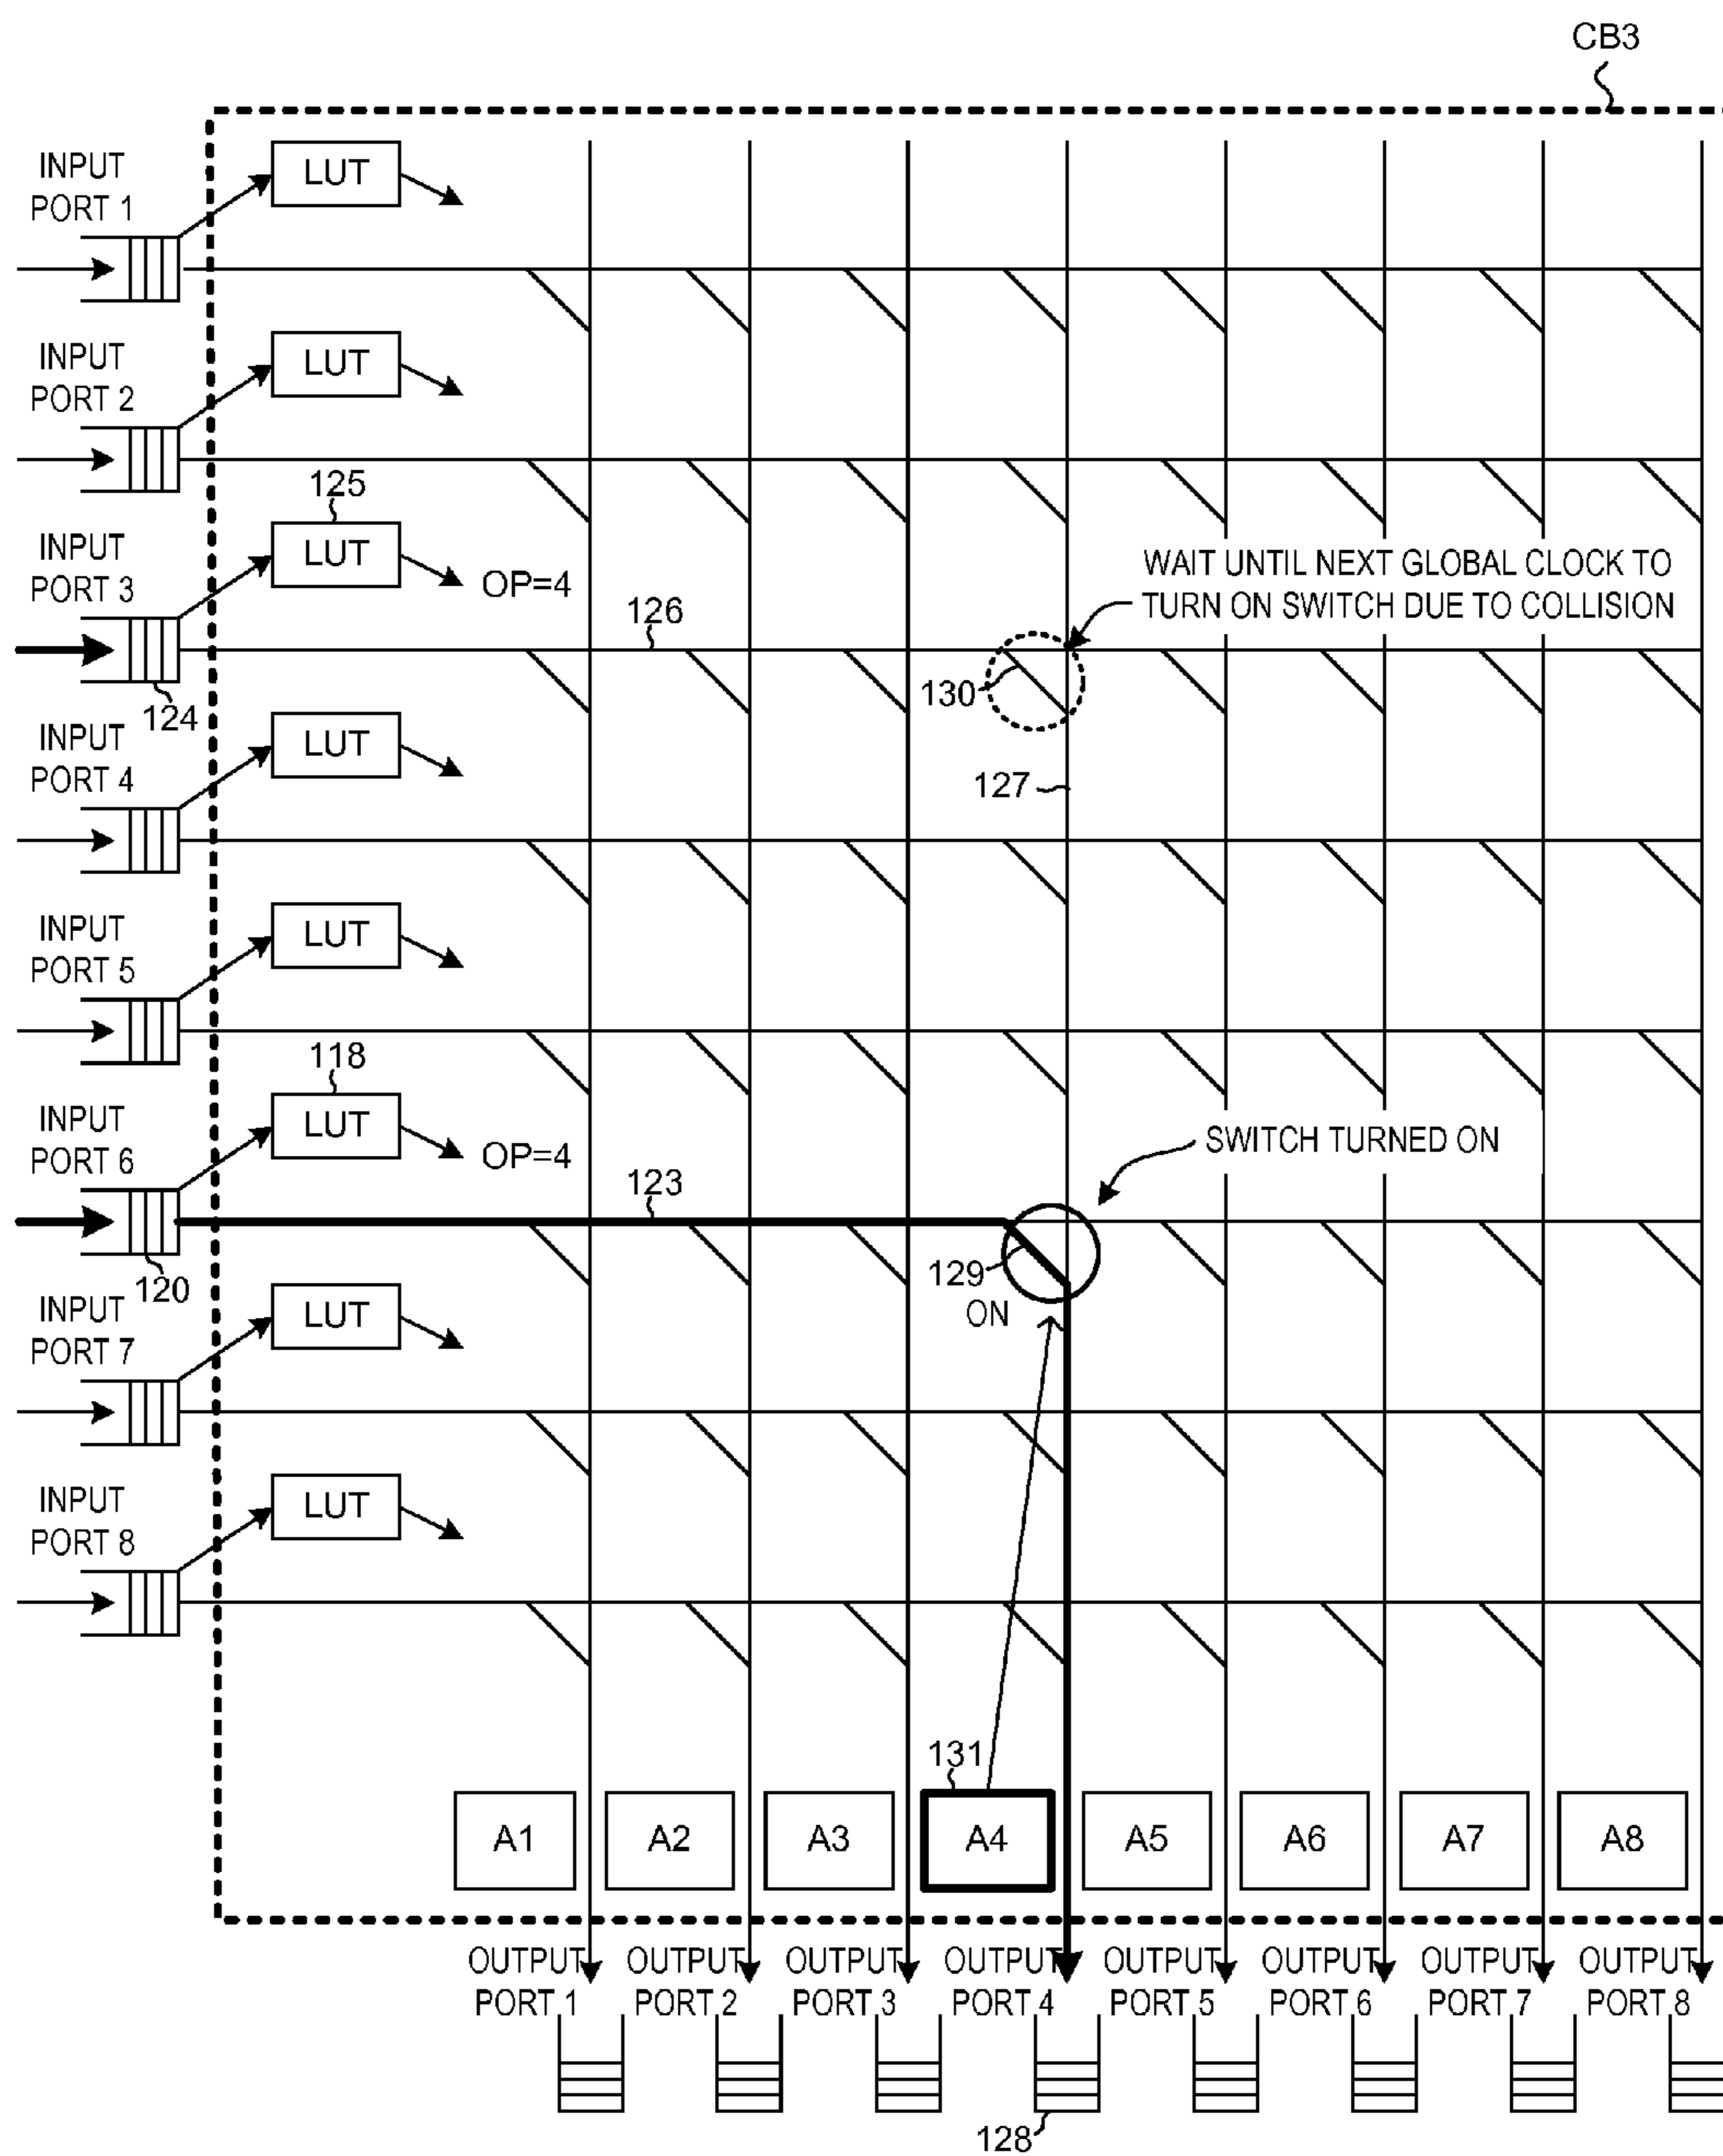 CB3
INPUT
PORT 1
LUT
INPUT
PORT 2
LUT
125
INPUT
PORT 3
LUT
OP=4
126
WAIT UNTIL NEXT GLOBAL CLOCK TO
TURN ON SWITCH DUE TO COLLISION
124
130
INPUT
PORT 4
LUT
127
INPUT
PORT 5
LUT
118
INPUT
PORT 6
LUT
OP=4
SWITCH TURNED ON
123
120
129
ON
INPUT
PORT 7
LUT
INPUT
PORT 8
LUT
131
A1
A2
A3
A4
A5
A6
A7
A8
OUTPUT
PORT 1
OUTPUT
PORT 2
OUTPUT
PORT 3
OUTPUT
PORT 4
OUTPUT
PORT 5
OUTPUT
PORT 6
OUTPUT
PORT 7
OUTPUT
PORT 8
128